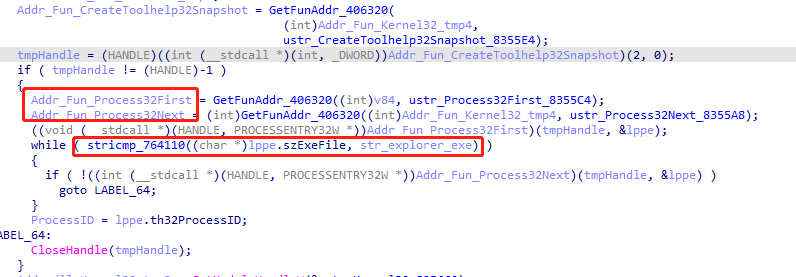 Addr_Fun_CreateToolhelp32Snapshot = GetFunAddr_406320(
(int)Addr_Fun_Kernel32_tmp4,
ustr_CreateToolhelp32Snapshot_8355E4);
tmpHandle = (HANDLE)((int (__stdcall *)(int, _DWORD))Addr_Fun_CreateToolhelp32Snapshot)(2, 0);
if ( tmpHandle != (HANDLE)-1 )
{
Addr_Fun_Process32First = GetFunAddr_406320((int)v84, ustr_Process32First_8355C4);
Addr_Fun_Process32Next = (int)GetFunAddr_406320((int)Addr_Fun_Kernel32_tmp4, ustr_Process32Next_8355A8);
((void (__stdcall *)(HANDLE, PROCESSENTRY32W *))Addr_Fun_Process32First)(tmpHandle, &lppe);
while ( stricmp_764110((char *)lppe.szExeFile, str_explorer_exe) )
{
if ( !((int (__stdcall *)(HANDLE, PROCESSENTRY32W *))Addr_Fun_Process32Next)(tmpHandle, &lppe) )
goto LABEL_64;
}
ProcessID = lppe.th32ProcessID;
ABEL_64:
CloseHandle(tmpHandle);
}